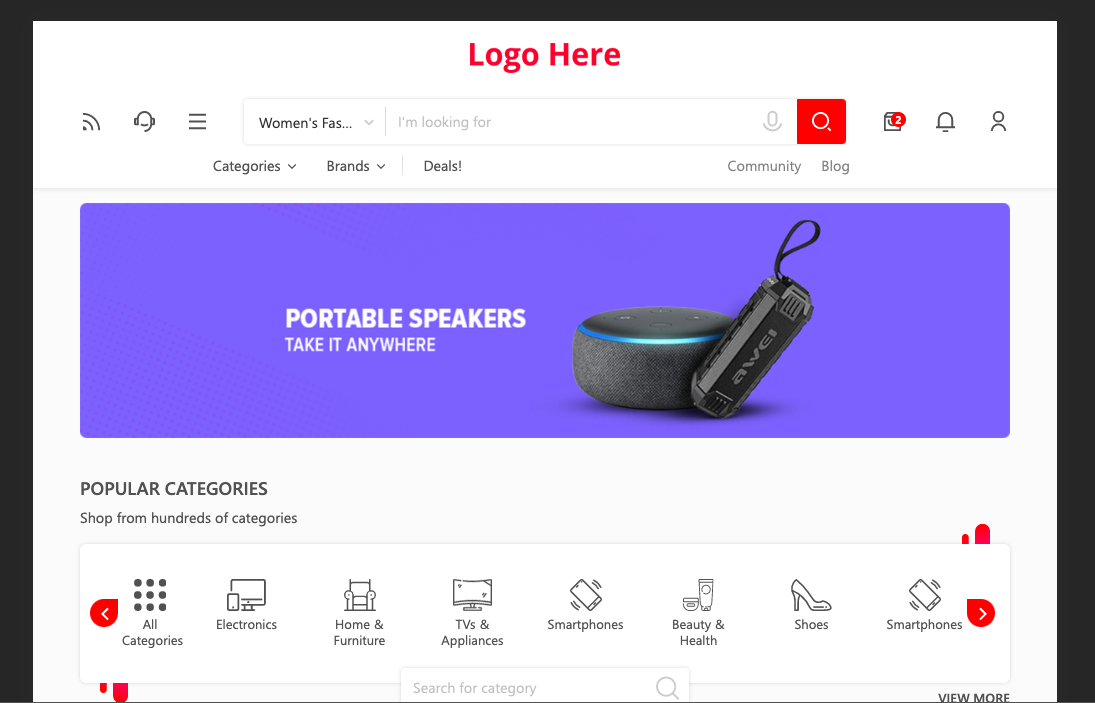 Logo Here
Women's Fas...
I'm looking for
2
Categories
Brands
Deals!
Community
Blog
PORTABLE SPEAKERS
TAKE IT ANYWHERE
AWEI
POPULAR CATEGORIES
Shop from hundreds of categories
All
Categories
Electronics
Home &
Furniture
TVs &
Appliances
Smartphones
Beauty &
Health
Shoes
Smartphones
Search for category
VIEW MORE